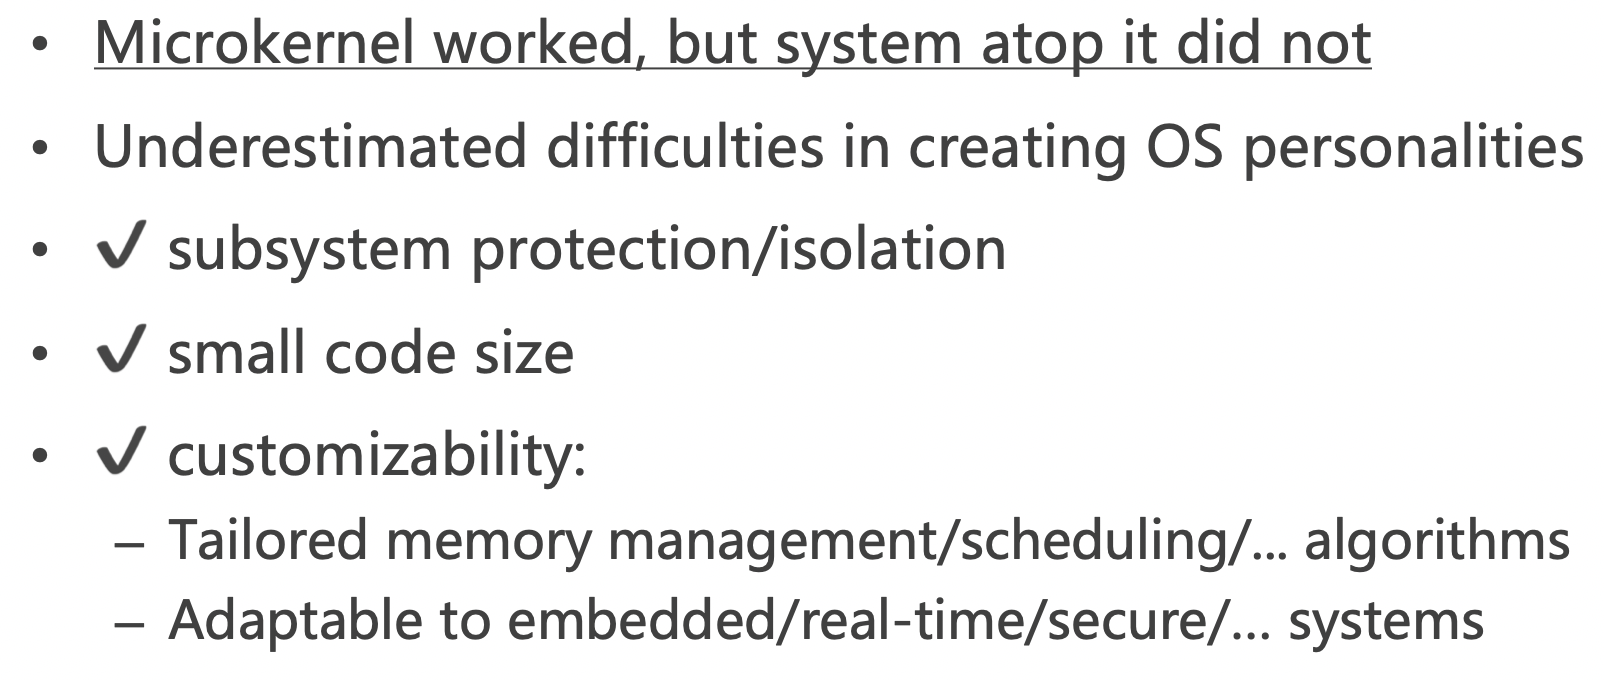 • Microkernel worked, but system atop it did not
• Underestimated difficulties in creating OS personalities
• ✔ subsystem protection/isolation
• ✔ small code size
• ✔ customizability:
– Tailored memory management/scheduling/... algorithms
– Adaptable to embedded/real-time/secure/... systems